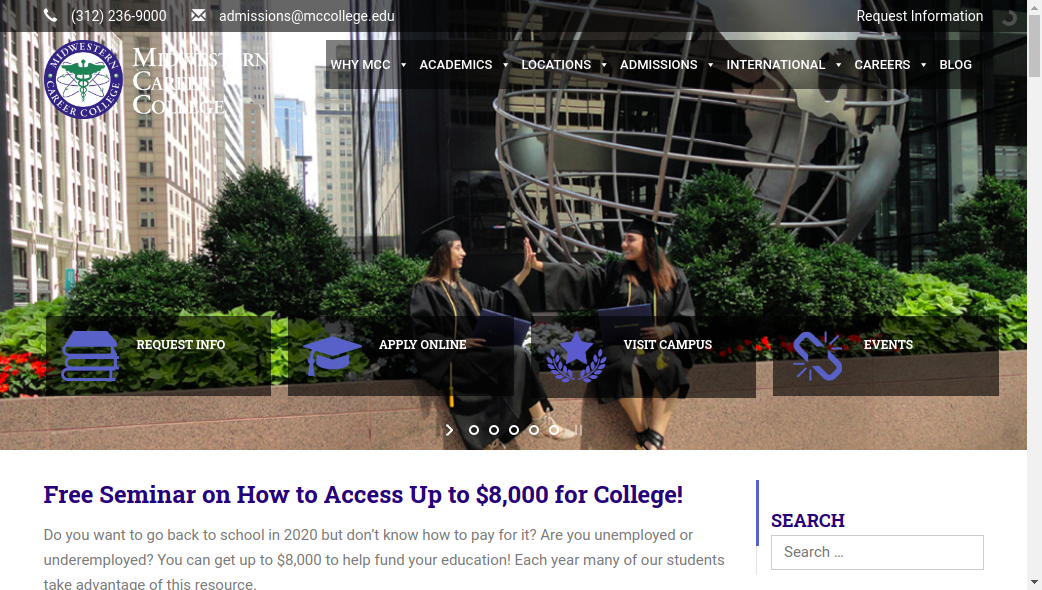 (312) 236-9000
admissions@mccollege.edu
Request Information
MIDWESTERN CAREER COLLEGE
MIDWESTERN
CAREER
COLLEGE
WHY MCC
ACADEMICS
LOCATIONS
ADMISSIONS
INTERNATIONAL
CAREERS
BLOG
REQUEST INFO
APPLY ONLINE
VISIT CAMPUS
EVENTS
Free Seminar on How to Access Up to $8,000 for College!
Do you want to go back to school in 2020 but don’t know how to pay for it? Are you unemployed or
underemployed? You can get up to $8,000 to help fund your education! Each year many of our students
take advantage of this resource.
SEARCH
Search …